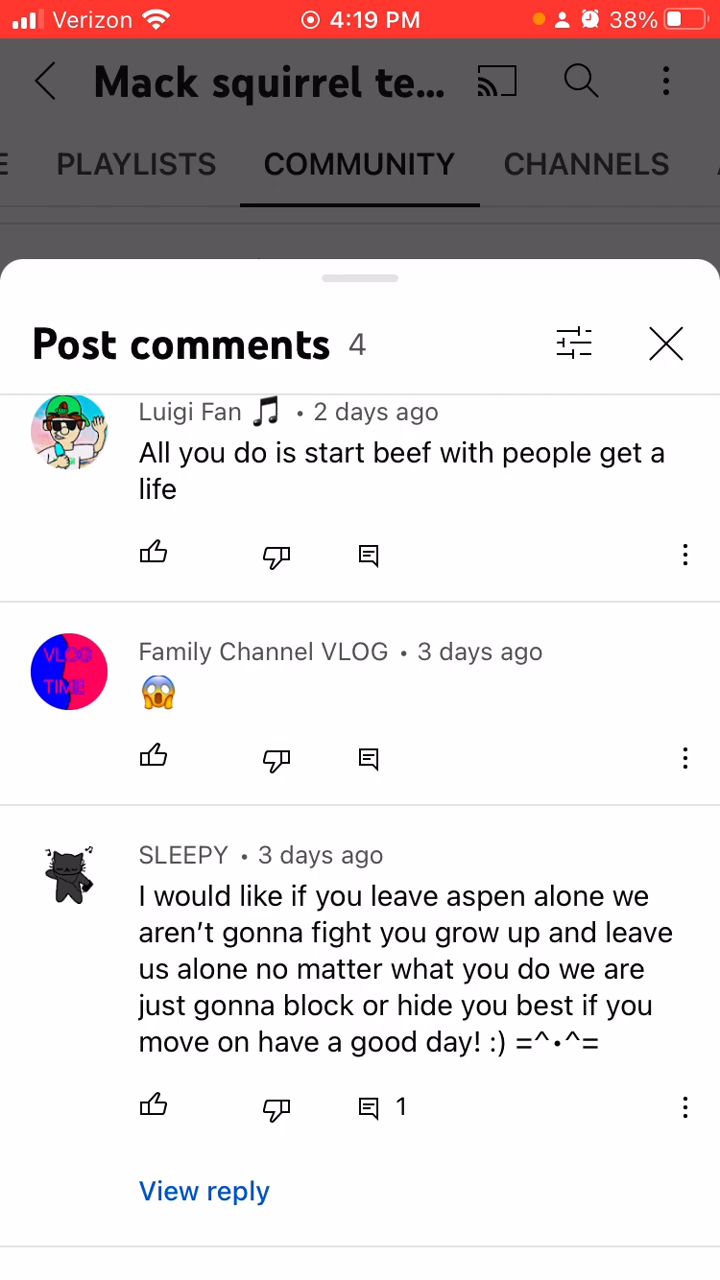 Verizon 4:19 PM 38%
Mack squirrel te...
E PLAYLISTS COMMUNITY CHANNELS
Post comments 4
Luigi Fan 🎵 • 2 days ago
All you do is start beef with people get a
life
Family Channel VLOG • 3 days ago
VLOG
TIME
😱
SLEEPY • 3 days ago
I would like if you leave aspen alone we
aren’t gonna fight you grow up and leave
us alone no matter what you do we are
just gonna block or hide you best if you
move on have a good day! :) =^•^=
1
View reply